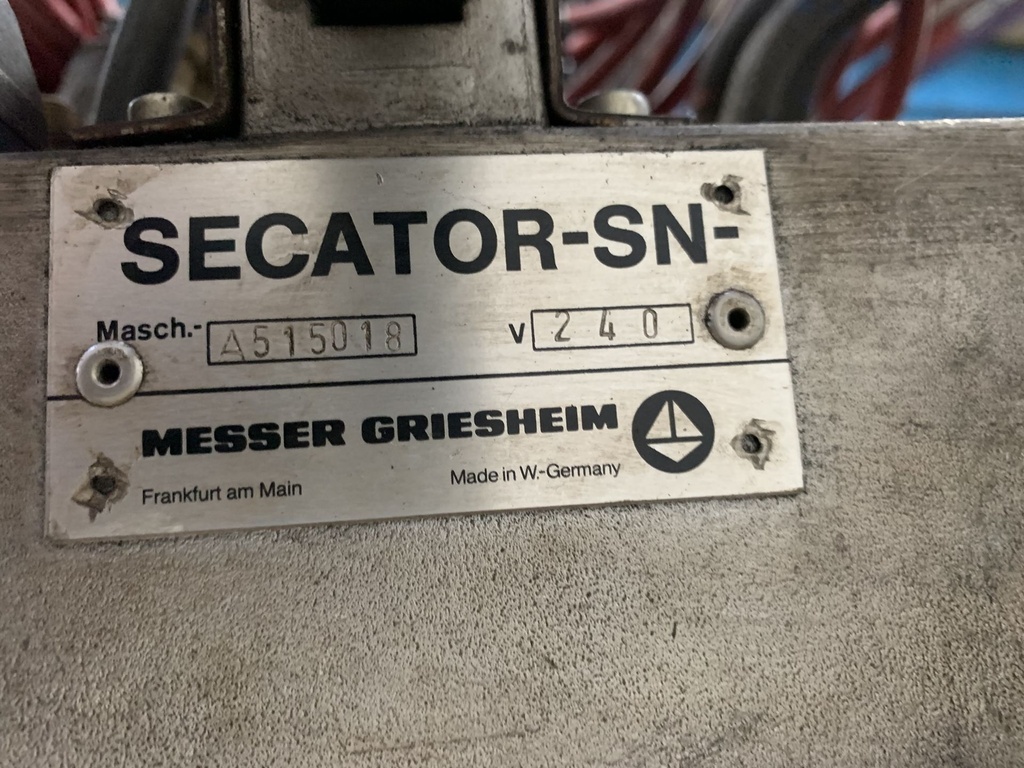 SECATOR-SN-
Masch.- A515018 V 240
MESSER GRIESHEIM
Frankfurt am Main Made in W.-Germany